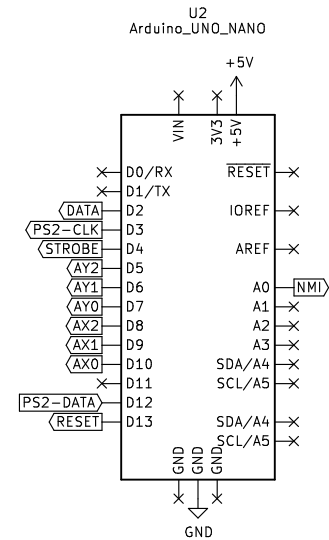 U2
Arduino_UNO_NANO
+5V
VIN
3V3
+5V
D0/RX
RESET
D1/TX
DATA
D2
IOREF
PS2-CLK
D3
STROBE
D4
AREF
AY2
D5
AY1
D6
A0
NMI
AY0
D7
A1
AX2
D8
A2
AX1
D9
A3
AX0
D10
SDA/A4
D11
SCL/A5
PS2-DATA
D12
RESET
D13
SDA/A4
SCL/A5
GND
GND
GND
GND